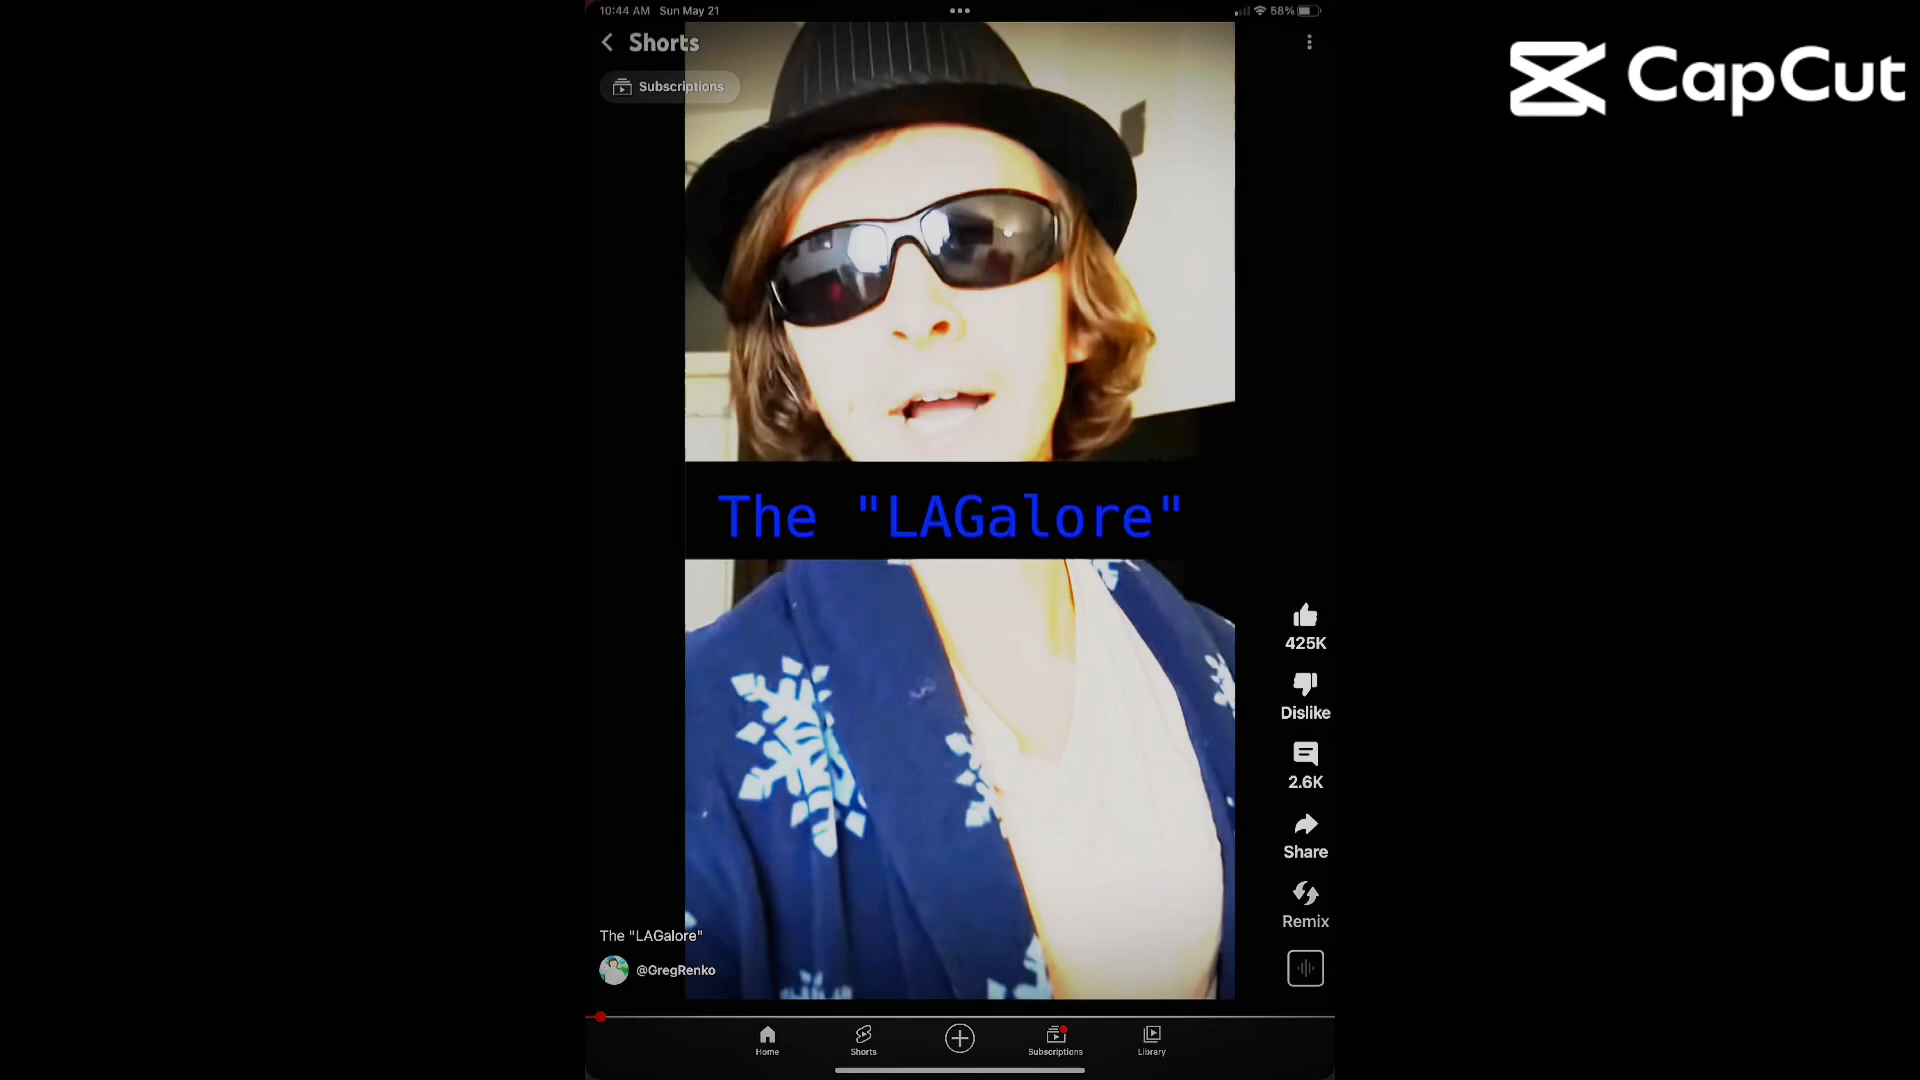 10:44 AM Sun May 21
58%
Shorts
Subscriptions
CapCut
The "LAGalore"
425K
Dislike
2.6K
Share
Remix
The "LAGalore"
@GregRenko
Home
Shorts
Subscriptions
Library